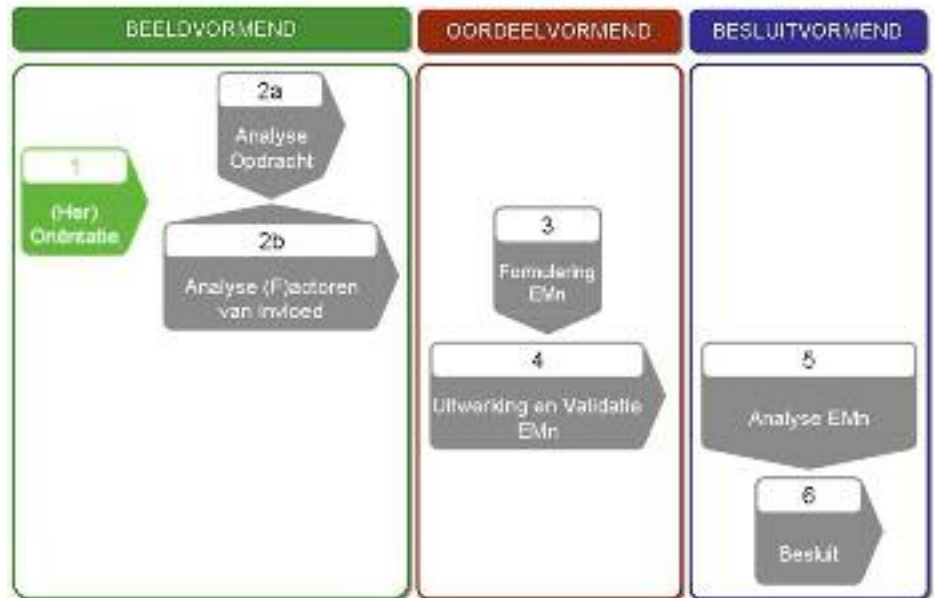 BEELDVORMEND
OORDEELVORMEND
BESLUITVORMEND
1
(Her)
Oriëntatie
2a
Analyse
Opdracht
2b
Analyse (F)actoren
van invloed
3
Formulering
EMn
4
Uitwerking en Validatie
EMn
5
Analyse EMn
6
Besluit